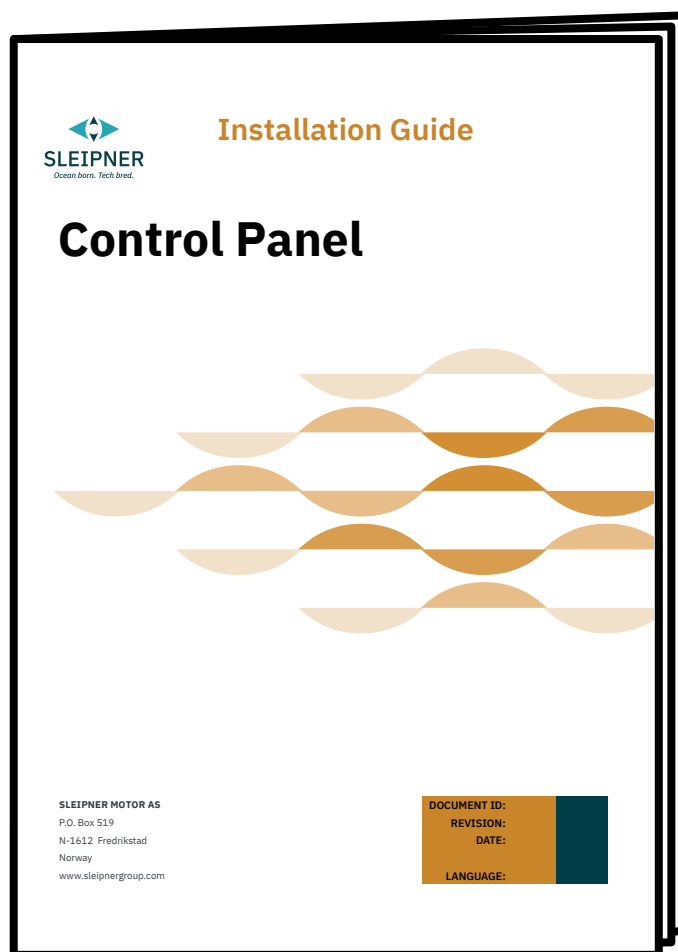 Installation Guide
SLEIPNER
Ocean born. Tech bred.
Control Panel
SLEIPNER MOTOR AS
P.O. Box 519
N-1612 Fredrikstad
Norway
www.sleipnergroup.com
DOCUMENT ID:
REVISION:
DATE:
LANGUAGE: